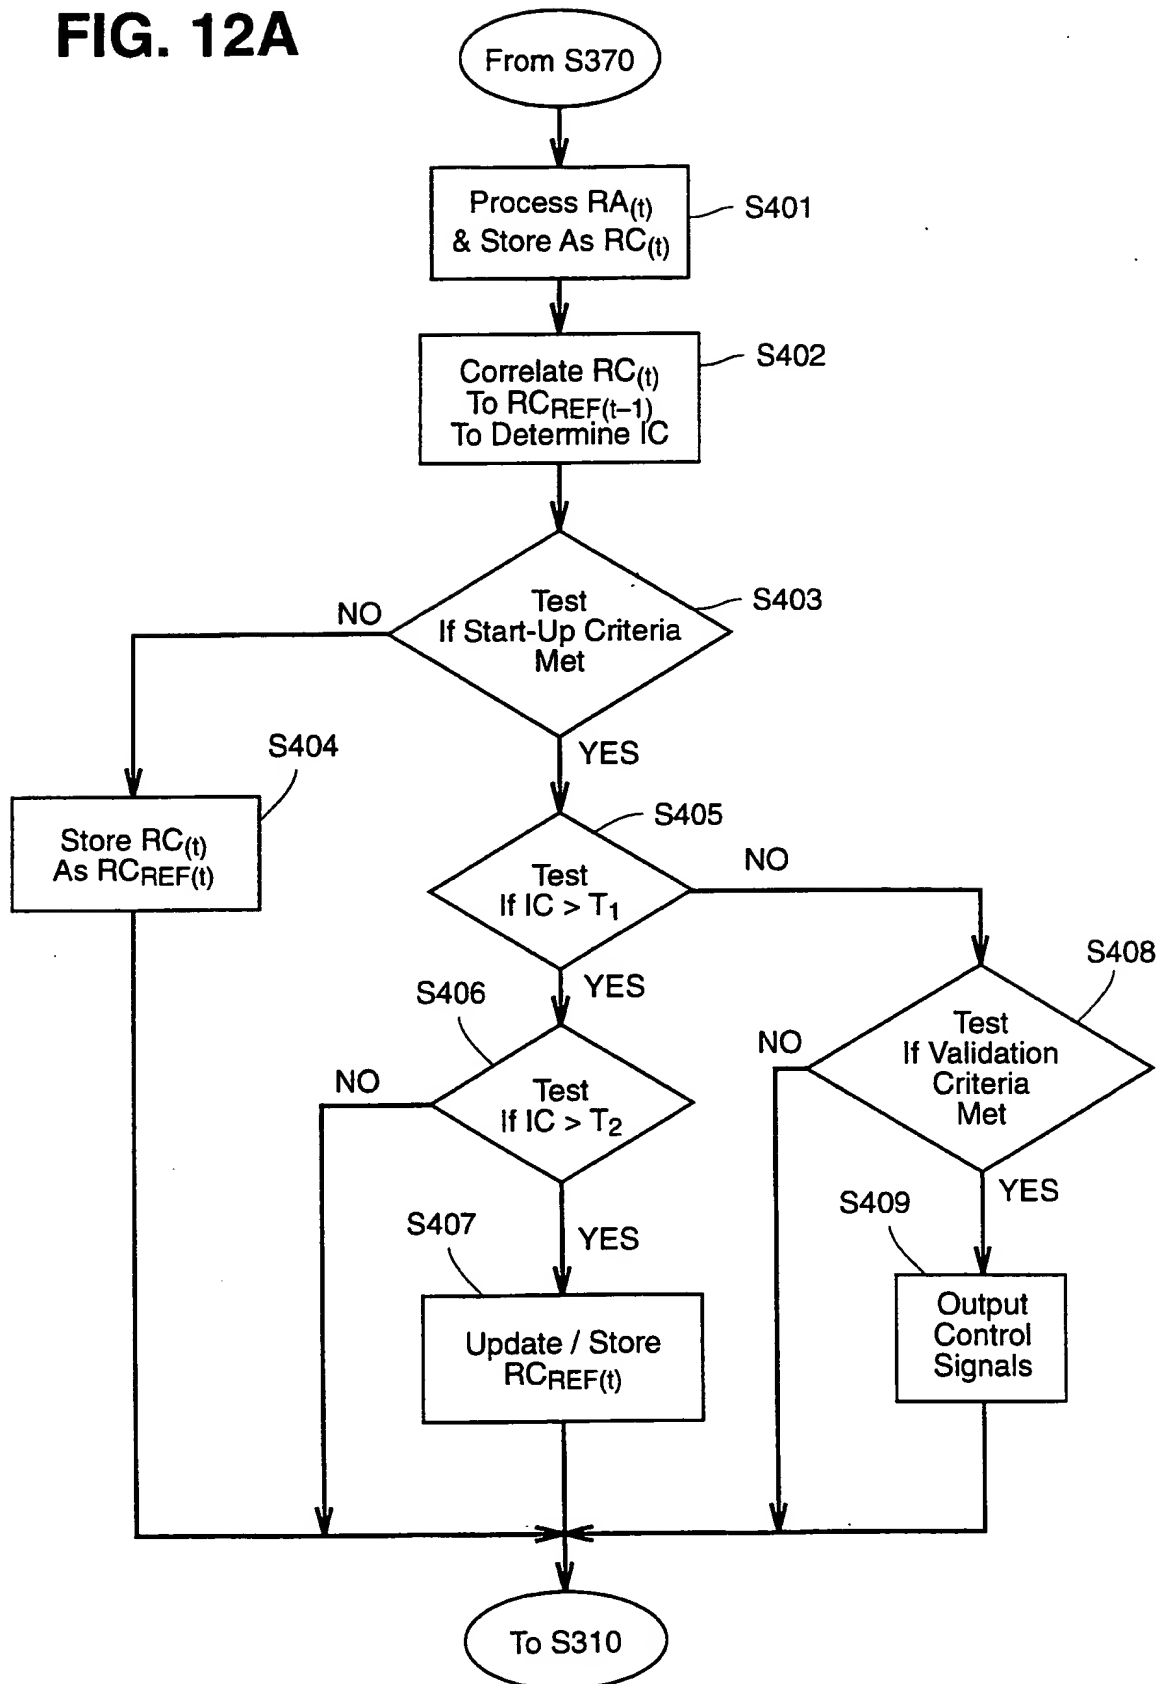 FIG. 12A
From S370
Process RA(t)
& Store As RC(t)
S401
Correlate RC(t)
To RCREF(t–1)
To Determine IC
S402
Test
If Start-Up Criteria
Met
S403
NO
YES
S404
Store RC(t)
As RCREF(t)
S405
Test
If IC > T1
NO
YES
S406
Test
If IC > T2
NO
YES
S408
Test
If Validation
Criteria
Met
NO
YES
S407
Update / Store
RCREF(t)
S409
Output
Control
Signals
To S310